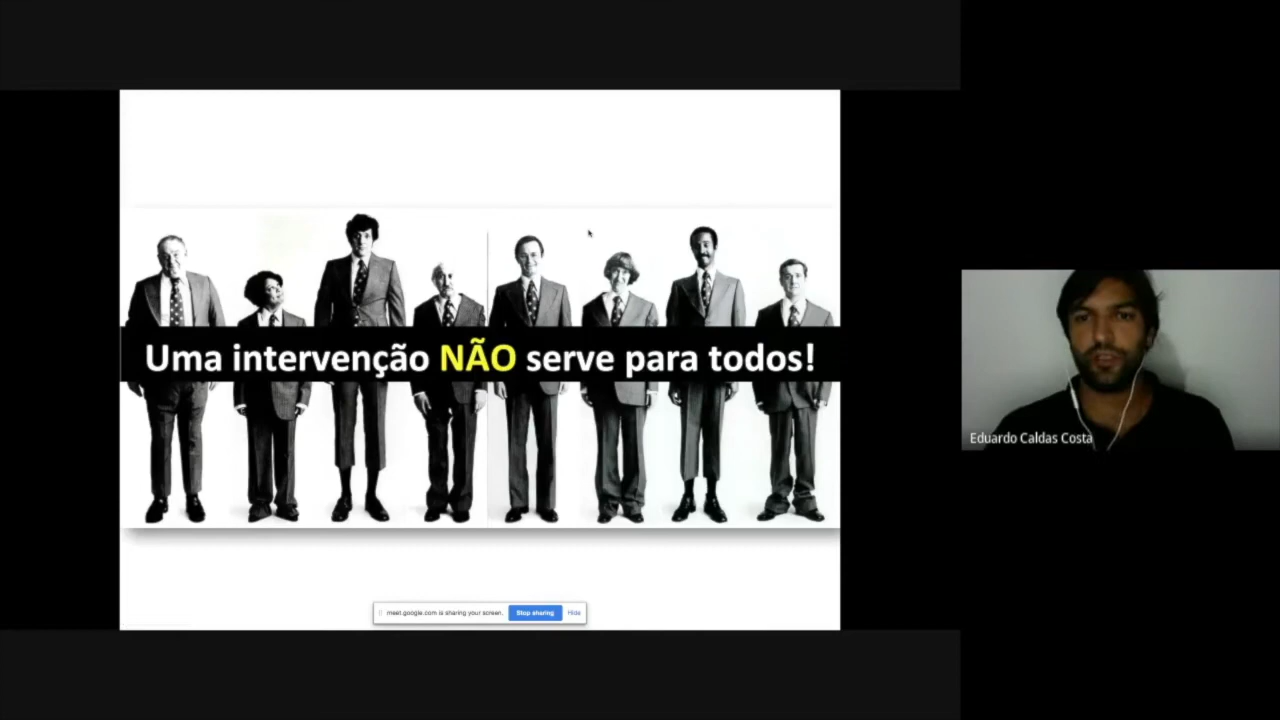 Uma intervenção NÃO serve para todos!
Eduardo Caldas Costa
meet.google.com is sharing your screen. Stop sharing Hide